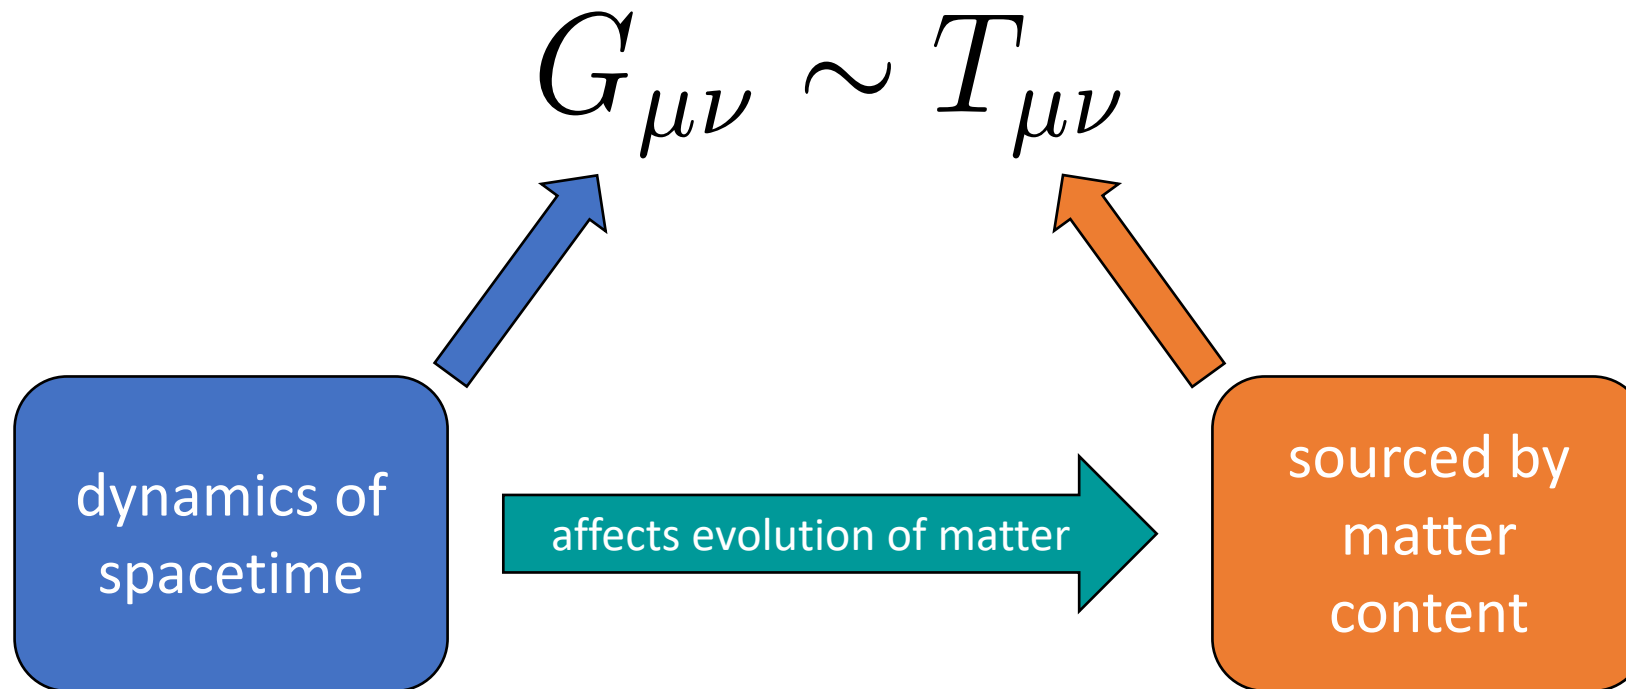 G_{μν} ∼ T_{μν}
dynamics of
spacetime
affects evolution of matter
sourced by
matter
content